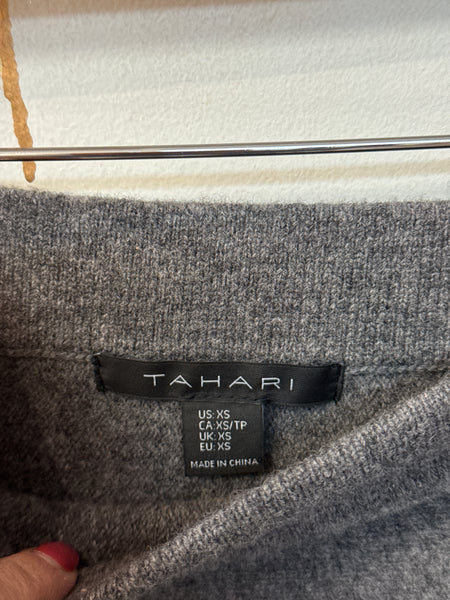 TAHARI
US: XS
CA: XS/TP
UK: XS
EU: XS
MADE IN CHINA